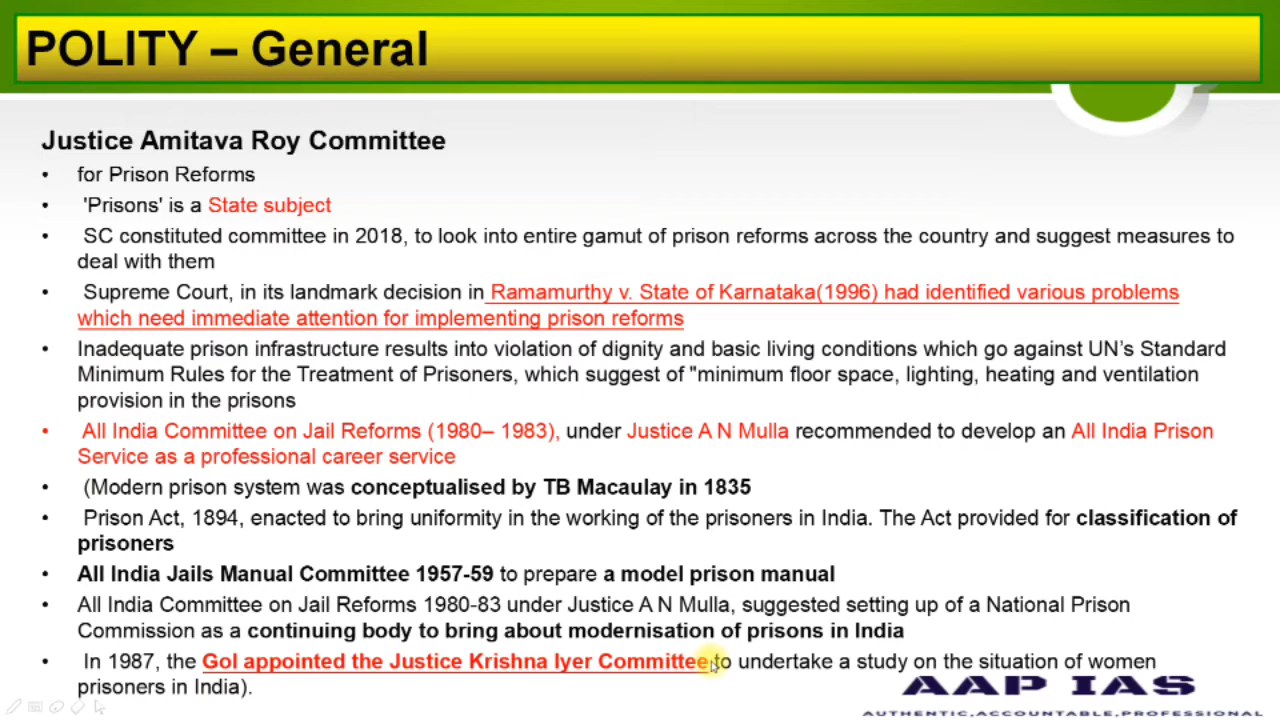 POLITY – General
Justice Amitava Roy Committee
• for Prison Reforms
• 'Prisons' is a State subject
• SC constituted committee in 2018, to look into entire gamut of prison reforms across the country and suggest measures to
deal with them
• Supreme Court, in its landmark decision in Ramamurthy v. State of Karnataka(1996) had identified various problems
which need immediate attention for implementing prison reforms
• Inadequate prison infrastructure results into violation of dignity and basic living conditions which go against UN's Standard
Minimum Rules for the Treatment of Prisoners, which suggest of "minimum floor space, lighting, heating and ventilation
provision in the prisons
• All India Committee on Jail Reforms (1980– 1983), under Justice A N Mulla recommended to develop an All India Prison
Service as a professional career service
• (Modern prison system was conceptualised by TB Macaulay in 1835
• Prison Act, 1894, enacted to bring uniformity in the working of the prisoners in India. The Act provided for classification of
prisoners
• All India Jails Manual Committee 1957-59 to prepare a model prison manual
• All India Committee on Jail Reforms 1980-83 under Justice A N Mulla, suggested setting up of a National Prison
Commission as a continuing body to bring about modernisation of prisons in India
• In 1987, the GoI appointed the Justice Krishna Iyer Committee to undertake a study on the situation of women
prisoners in India).
AAP IAS
AUTHENTIC,ACCOUNTABLE,PROFESSIONAL